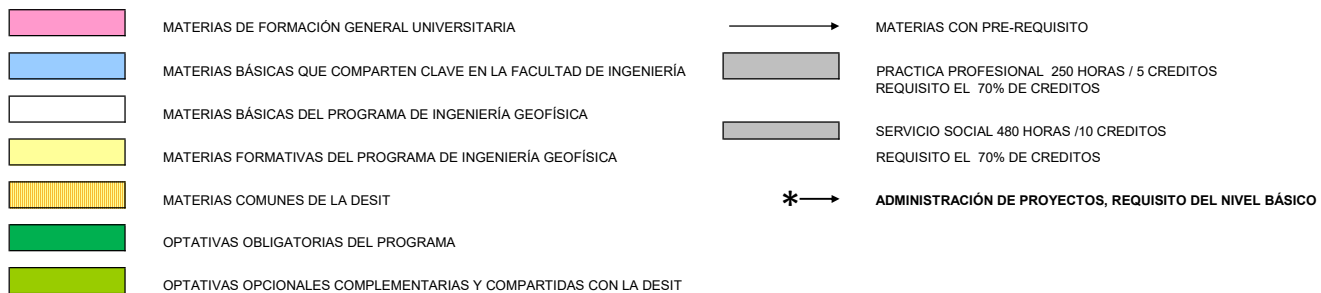 MATERIAS DE FORMACIÓN GENERAL UNIVERSITARIA
MATERIAS BÁSICAS QUE COMPARTEN CLAVE EN LA FACULTAD DE INGENIERÍA
MATERIAS BÁSICAS DEL PROGRAMA DE INGENIERÍA GEOFÍSICA
MATERIAS FORMATIVAS DEL PROGRAMA DE INGENIERÍA GEOFÍSICA
MATERIAS COMUNES DE LA DESIT
OPTATIVAS OBLIGATORIAS DEL PROGRAMA
OPTATIVAS OPCIONALES COMPLEMENTARIAS Y COMPARTIDAS CON LA DESIT
MATERIAS CON PRE-REQUISITO
PRACTICA PROFESIONAL 250 HORAS / 5 CREDITOS
REQUISITO EL 70% DE CREDITOS
SERVICIO SOCIAL 480 HORAS /10 CREDITOS
REQUISITO EL 70% DE CREDITOS
* ADMINISTRACIÓN DE PROYECTOS, REQUISITO DEL NIVEL BÁSICO